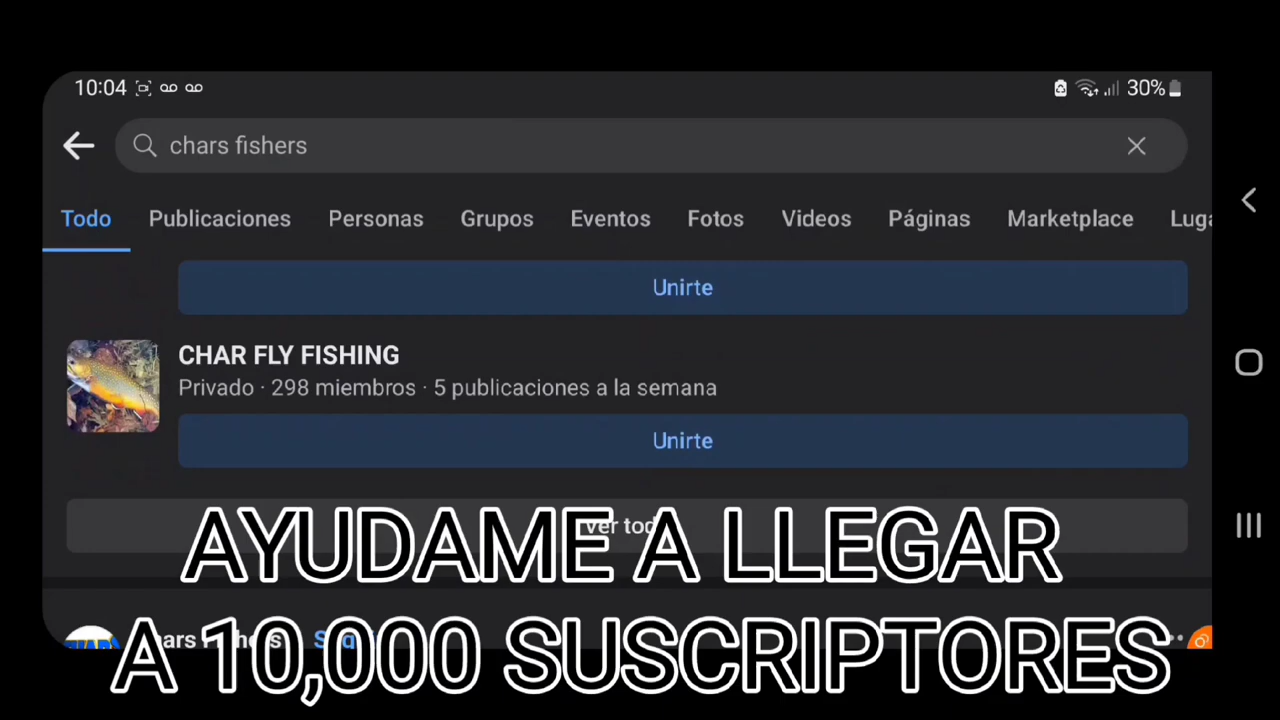 10:04 30%
chars fishers
Todo Publicaciones Personas Grupos Eventos Fotos Videos Páginas Marketplace
Unirte
CHAR FLY FISHING
Privado · 298 miembros · 5 publicaciones a la semana
Unirte
AYUDAME A LLEGAR
A 10,000 SUSCRIPTORES